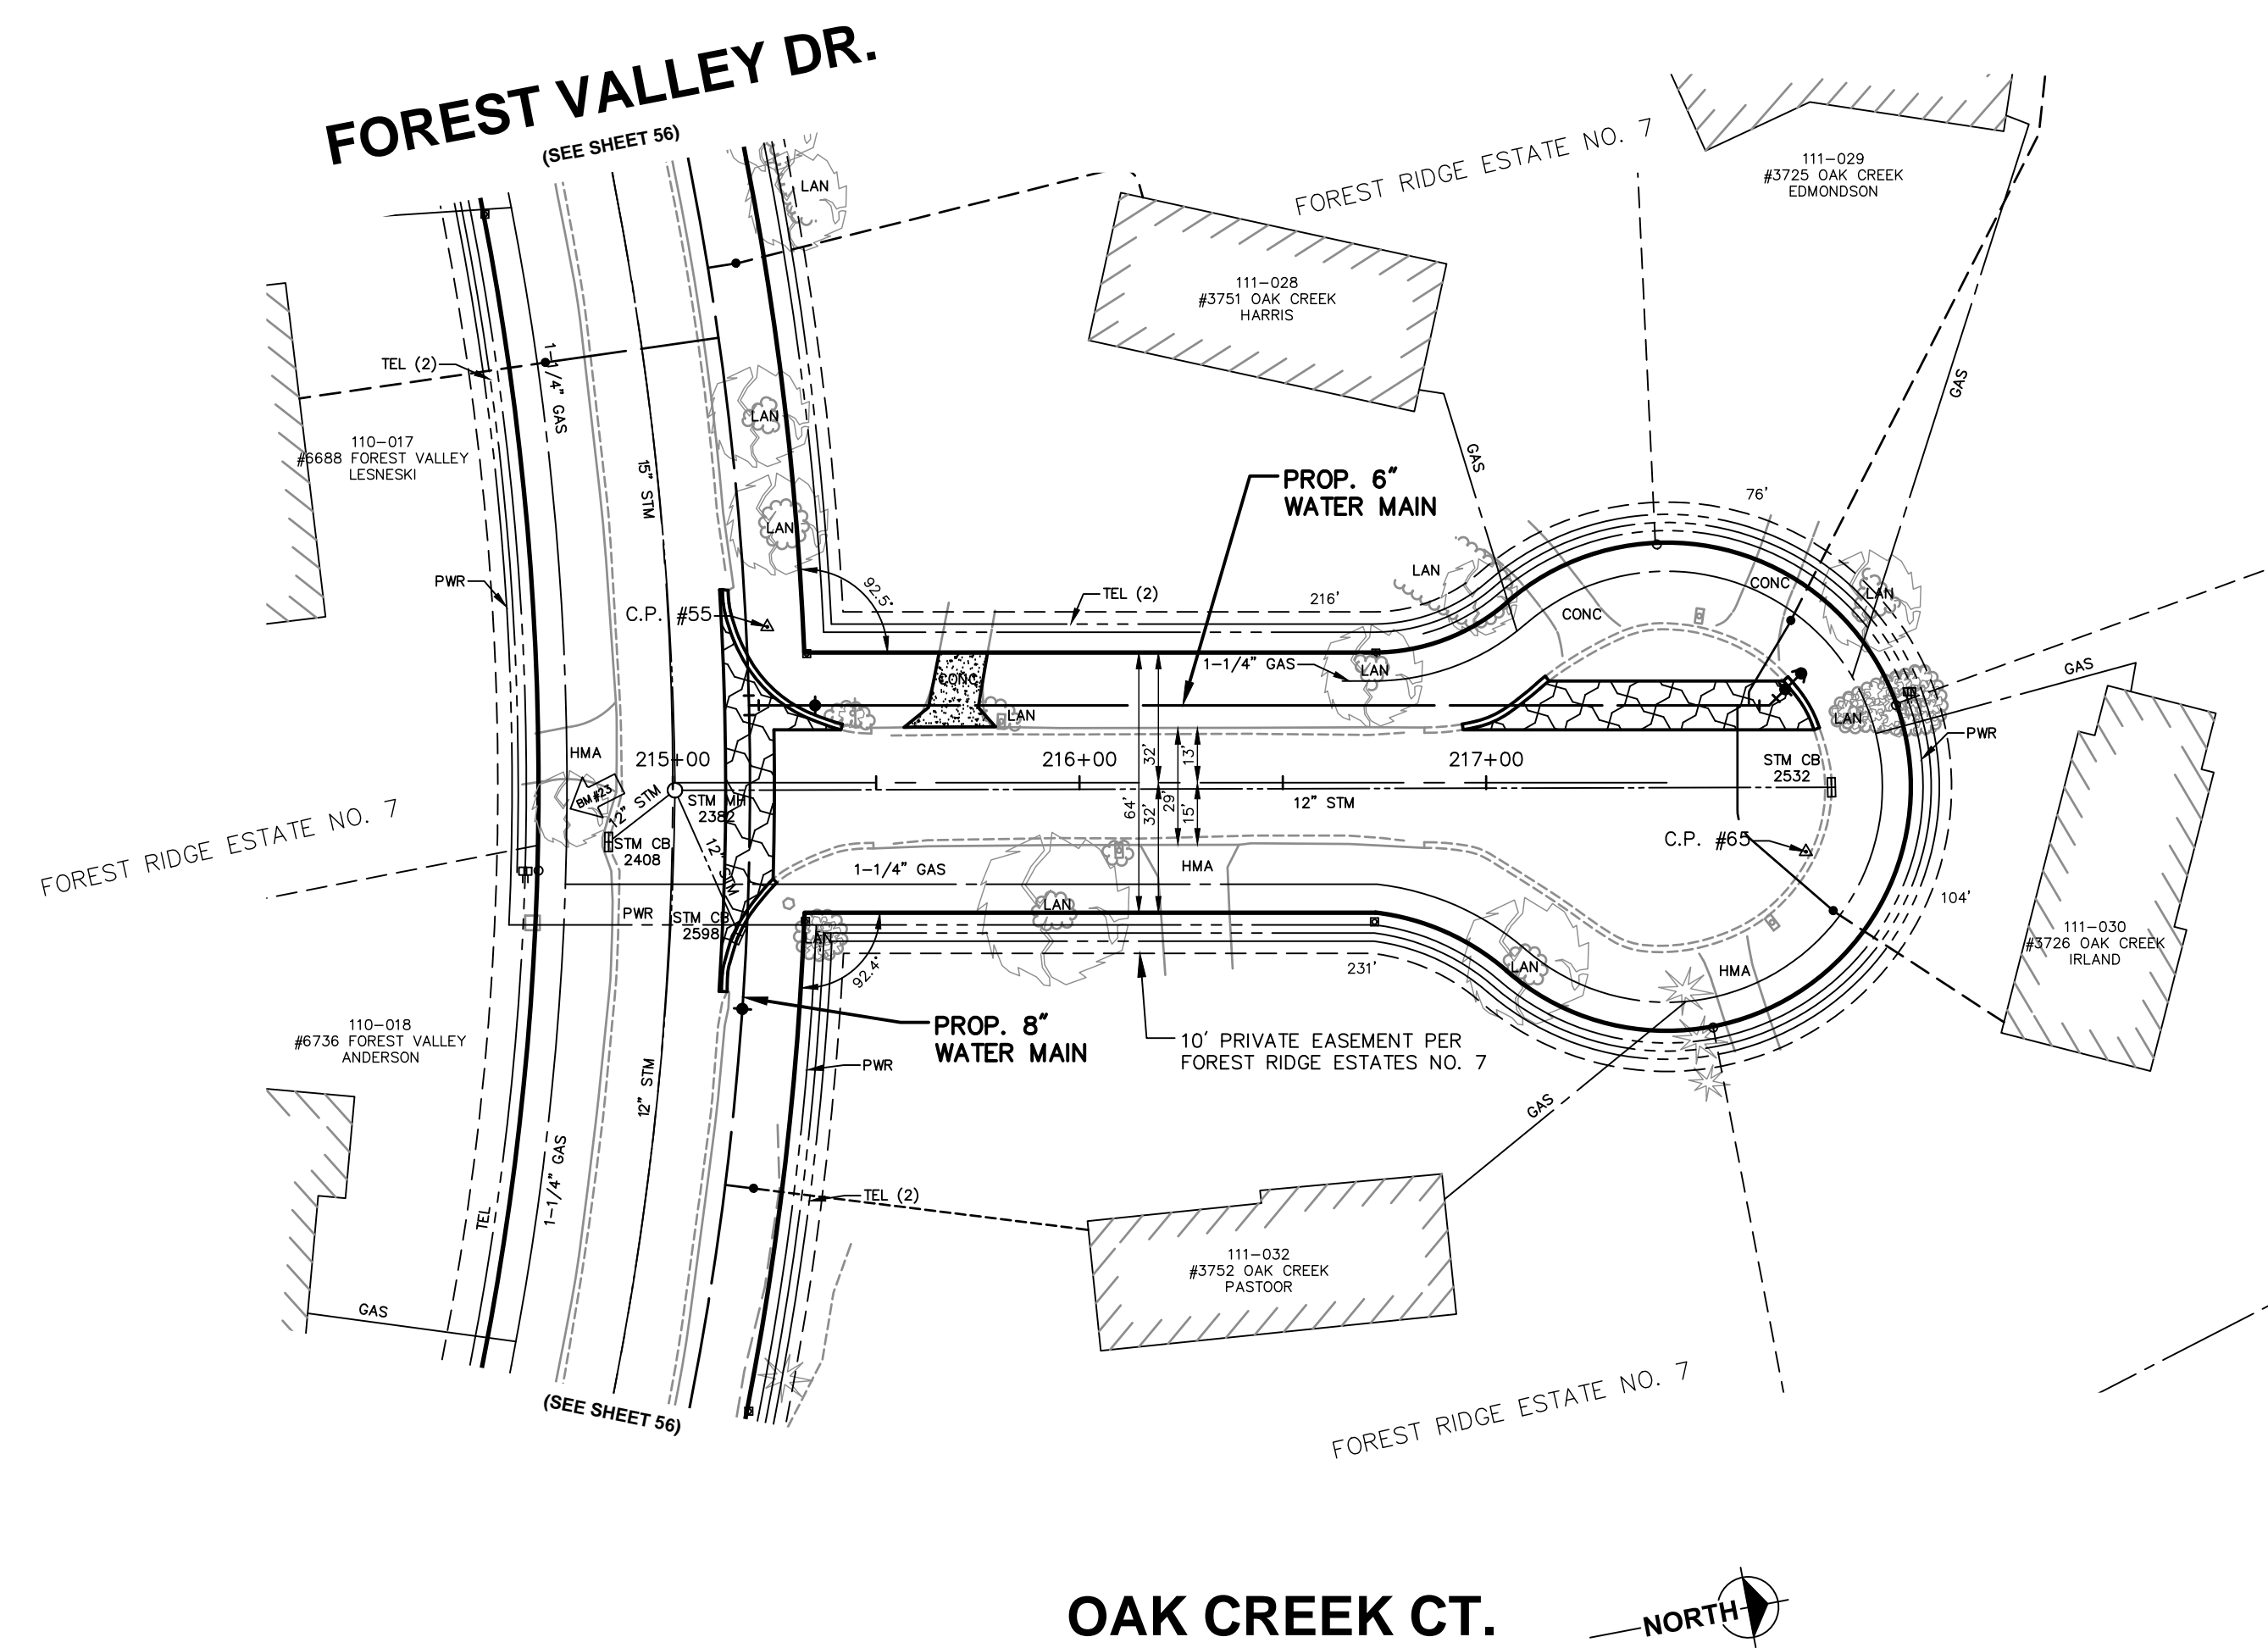 FOREST VALLEY DR.
(SEE SHEET 56)
LAN
FOREST RIDGE ESTATE NO. 7
111-029
#3725 OAK CREEK
EDMONDSON
111-028
#3751 OAK CREEK
HARRIS
TEL (2)
1-1/4" GAS
GAS
LAN
110-017
#6688 FOREST VALLEY
LESNESKI
15" STM
GAS
PROP. 6"
WATER MAIN
76'
LAN
PWR
92.5°
LAN
CONC
LAN
TEL (2)
216'
C.P. #55
CONC
1-1/4" GAS
LAN
CONC
GAS
LAN
LAN
PWR
HMA
215+00
216+00
217+00
32'
13'
STM CB
2532
BM #23
12" STM
STM MH
2382
64'
29'
32'
15'
12" STM
FOREST RIDGE ESTATE NO. 7
STM CB
2408
12" STM
C.P. #65
1-1/4" GAS
HMA
LAN
104'
PWR
STM CB
2598
LAN
111-030
#3726 OAK CREEK
IRLAND
92.4°
231'
LAN
HMA
110-018
#6736 FOREST VALLEY
ANDERSON
PROP. 8"
WATER MAIN
10' PRIVATE EASEMENT PER
FOREST RIDGE ESTATES NO. 7
PWR
12" STM
GAS
1-1/4" GAS
TEL
TEL (2)
111-032
#3752 OAK CREEK
PASTOOR
GAS
(SEE SHEET 56)
FOREST RIDGE ESTATE NO. 7
OAK CREEK CT.
NORTH